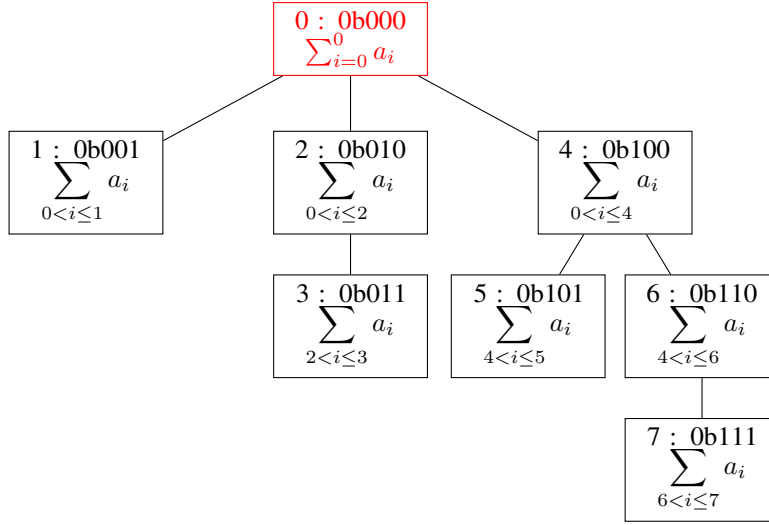 0 : 0b000
∑_{i=0}^{0} a_i
1 : 0b001
∑_{0<i≤1} a_i
2 : 0b010
∑_{0<i≤2} a_i
4 : 0b100
∑_{0<i≤4} a_i
3 : 0b011
∑_{2<i≤3} a_i
5 : 0b101
∑_{4<i≤5} a_i
6 : 0b110
∑_{4<i≤6} a_i
7 : 0b111
∑_{6<i≤7} a_i